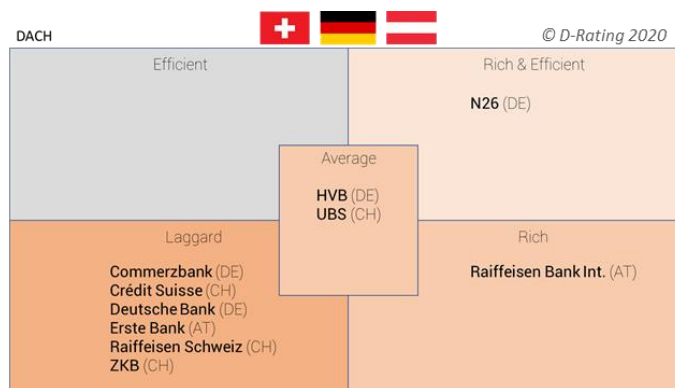 DACH
© D-Rating 2020
Efficient
Rich & Efficient
N26 (DE)
Average
HVB (DE)
UBS (CH)
Laggard
Commerzbank (DE)
Crédit Suisse (CH)
Deutsche Bank (DE)
Erste Bank (AT)
Raiffeisen Schweiz (CH)
ZKB (CH)
Rich
Raiffeisen Bank Int. (AT)